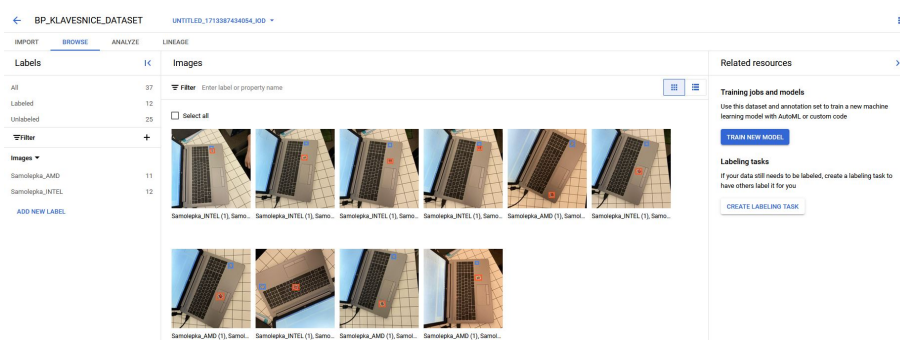 BP_KLAVESNICE_DATASET UNTITLED_1713387434054_IOD
IMPORT BROWSE ANALYZE LINEAGE
Labels
All 37
Labeled 12
Unlabeled 25
Filter
Images
Samolepka_AMD 11
Samolepka_INTEL 12
ADD NEW LABEL
Images
Filter Enter label or property name
Select all
Samolepka_INTEL (1), Samo... Samolepka_INTEL (1), Samo... Samolepka_INTEL (1), Samo... Samolepka_INTEL (1), Samo... Samolepka_AMD (1), Samol... Samolepka_INTEL (1), Samo...
Samolepka_AMD (1), Samol... Samolepka_INTEL (1), Samo... Samolepka_AMD (1), Samol... Samolepka_AMD (1), Samol...
Related resources
Training jobs and models
Use this dataset and annotation set to train a new machine
learning model with AutoML or custom code
TRAIN NEW MODEL
Labeling tasks
If your data still needs to be labeled, create a labeling task to
have others label it for you
CREATE LABELING TASK